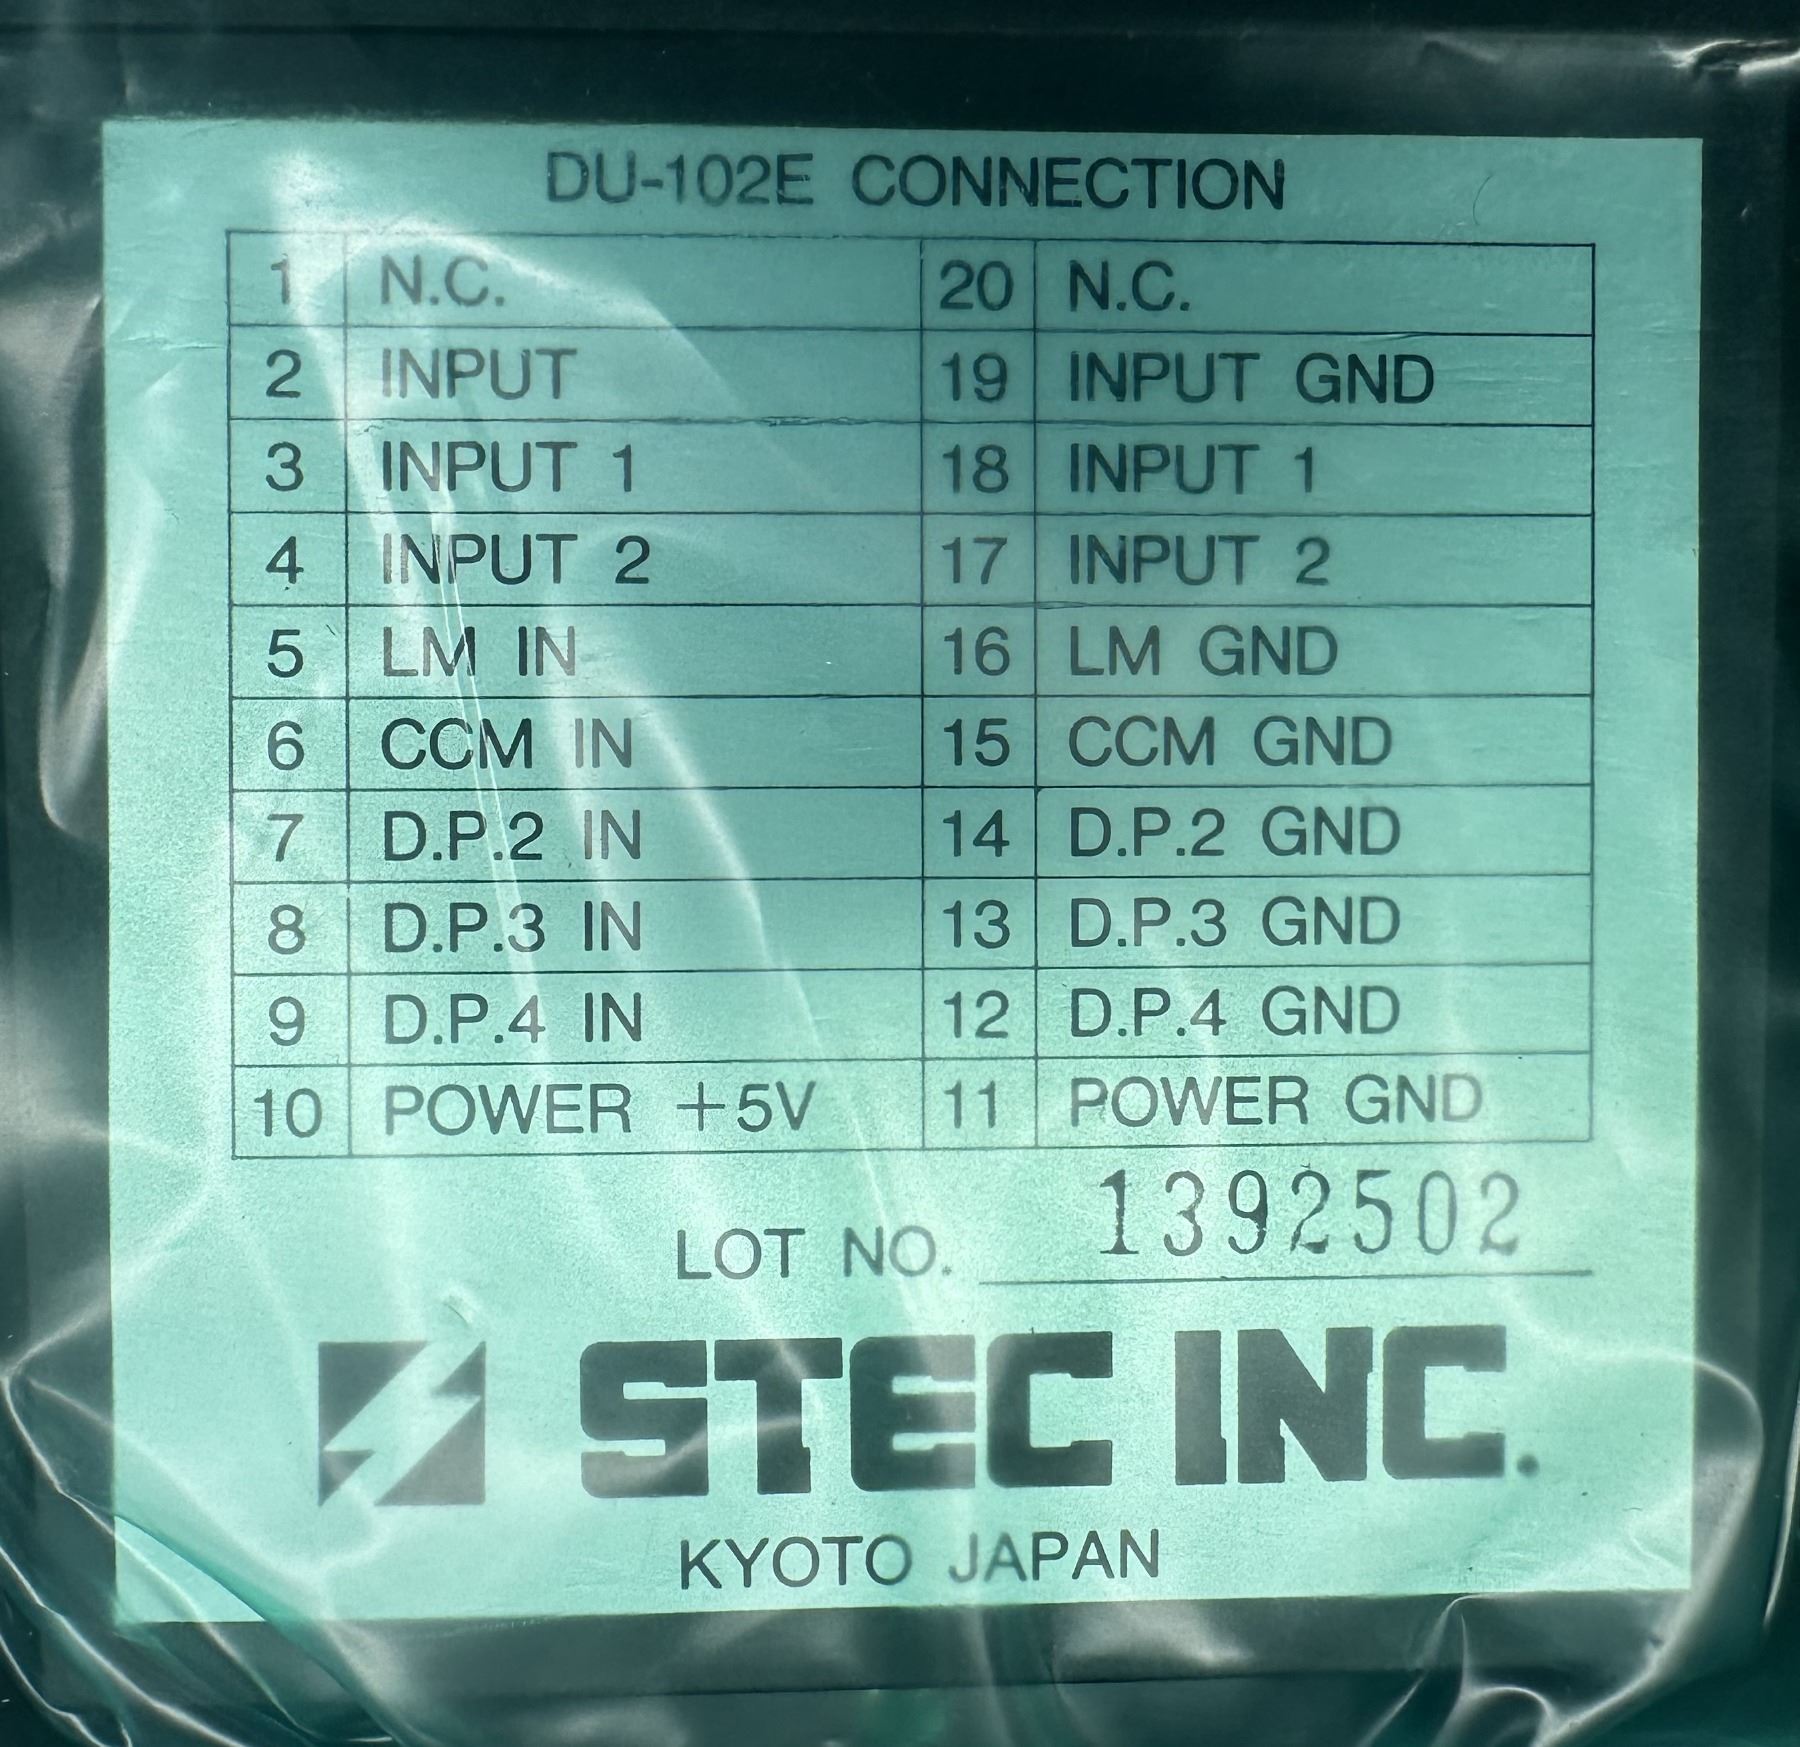 DU-102E CONNECTION
1 N.C. 20 N.C.
2 INPUT 19 INPUT GND
3 INPUT 1 18 INPUT 1
4 INPUT 2 17 INPUT 2
5 LM IN 16 LM GND
6 CCM IN 15 CCM GND
7 D.P.2 IN 14 D.P.2 GND
8 D.P.3 IN 13 D.P.3 GND
9 D.P.4 IN 12 D.P.4 GND
10 POWER +5V 11 POWER GND
LOT NO. 1392502
STEC INC.
KYOTO JAPAN